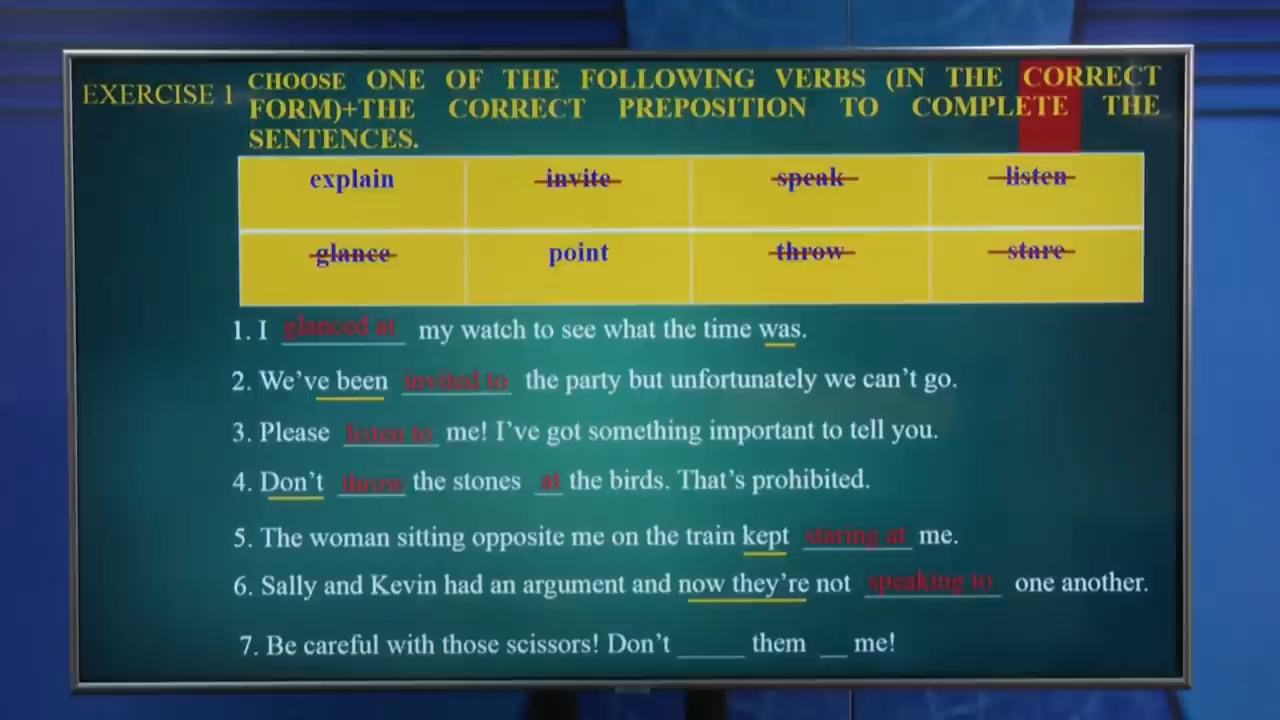 EXERCISE 1
CHOOSE ONE OF THE FOLLOWING VERBS (IN THE CORRECT
FORM)+THE CORRECT PREPOSITION TO COMPLETE THE
SENTENCES.
explain invite speak listen
glance point throw stare
1. I glanced at my watch to see what the time was.
2. We’ve been invited to the party but unfortunately we can’t go.
3. Please listen to me! I’ve got something important to tell you.
4. Don’t throw the stones at the birds. That’s prohibited.
5. The woman sitting opposite me on the train kept staring at me.
6. Sally and Kevin had an argument and now they’re not speaking to one another.
7. Be careful with those scissors! Don’t _____ them __ me!